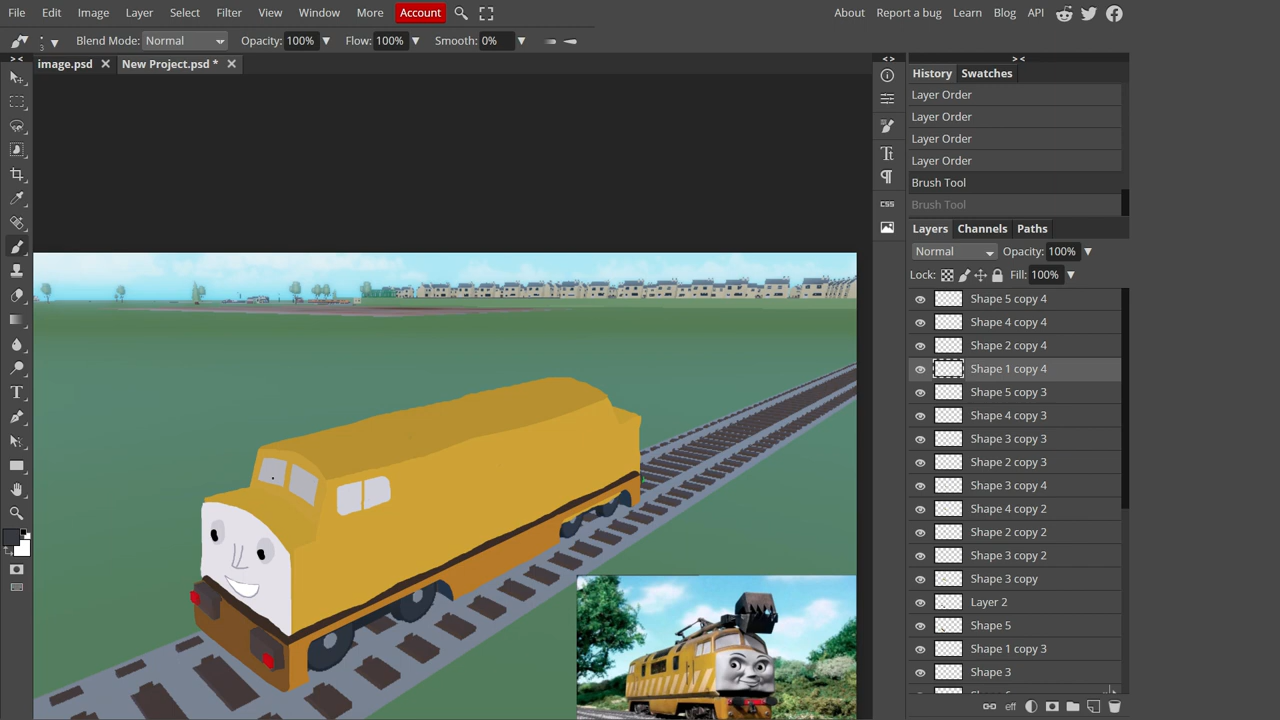 File Edit Image Layer Select Filter View Window More Account About Report a bug Learn Blog API
3 Blend Mode: Normal Opacity: 100% Flow: 100% Smooth: 0%
image.psd New Project.psd *
History Swatches
Layer Order
Layer Order
Layer Order
Layer Order
Brush Tool
Brush Tool
CSS
Layers Channels Paths
Normal Opacity: 100%
Lock: Fill: 100%
Shape 5 copy 4
Shape 4 copy 4
Shape 2 copy 4
Shape 1 copy 4
Shape 5 copy 3
Shape 4 copy 3
Shape 3 copy 3
Shape 2 copy 3
Shape 3 copy 4
Shape 4 copy 2
Shape 2 copy 2
Shape 3 copy 2
Shape 3 copy
Layer 2
Shape 5
Shape 1 copy 3
Shape 3
eff